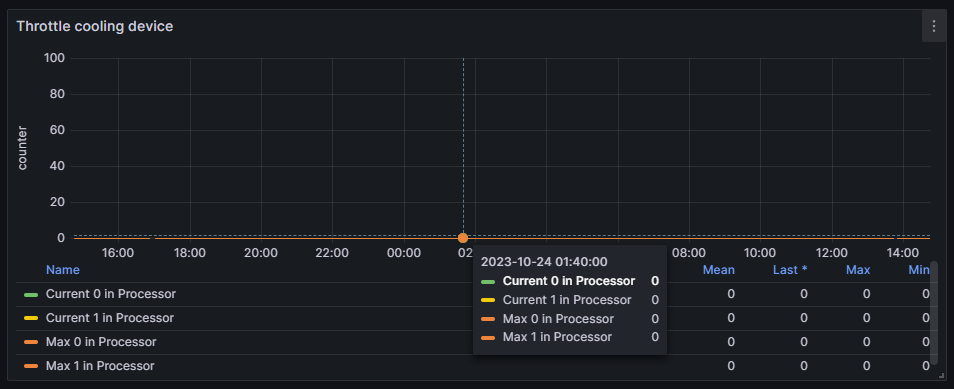 Throttle cooling device
100
80
60
40
20
0
counter
16:00 18:00 20:00 22:00 00:00 02 08:00 10:00 12:00 14:00
2023-10-24 01:40:00
Current 0 in Processor 0
Current 1 in Processor 0
Max 0 in Processor 0
Max 1 in Processor 0
Name Mean Last * Max Min
Current 0 in Processor 0 0 0 0
Current 1 in Processor 0 0 0 0
Max 0 in Processor 0 0 0 0
Max 1 in Processor 0 0 0 0